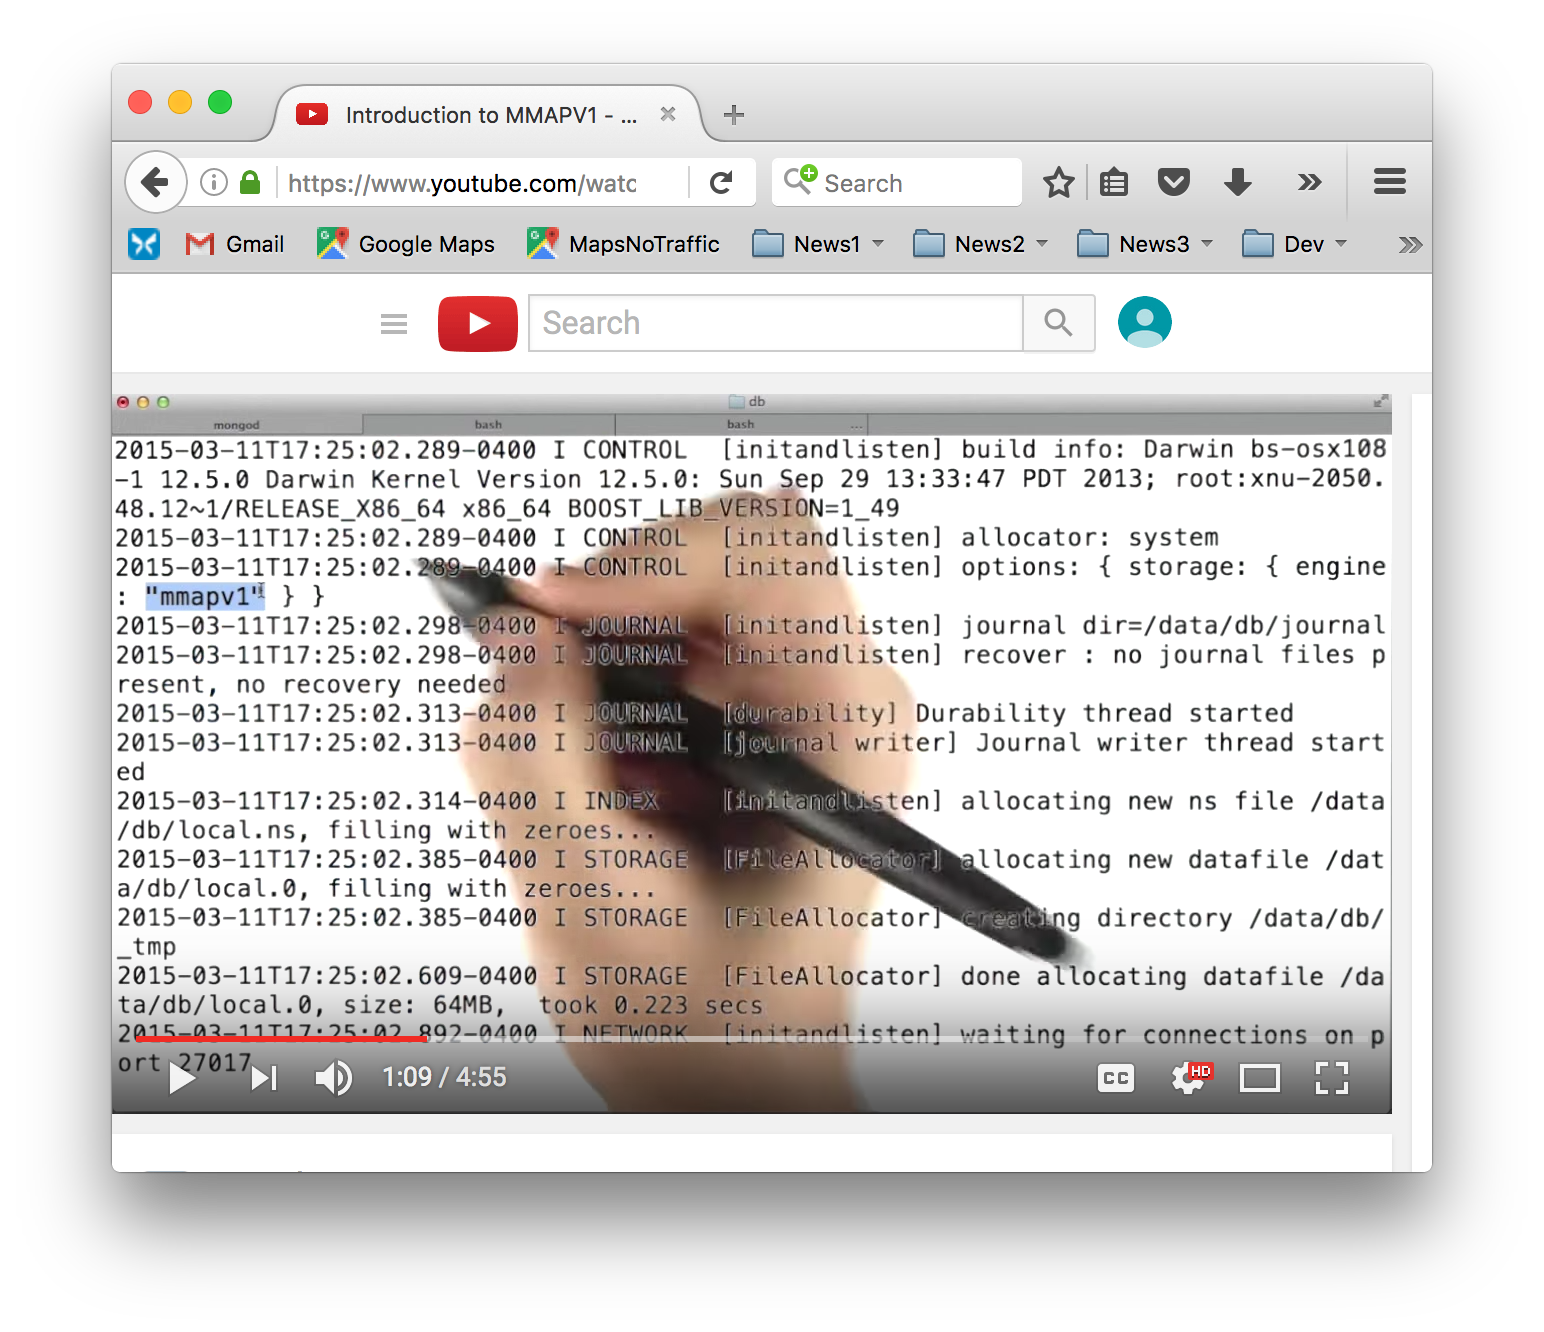 Introduction to MMAPV1 - ...
https://www.youtube.com/watc
Search
Gmail
Google Maps
MapsNoTraffic
News1
News2
News3
Dev
Search
db
mongod
bash
bash
...
2015-03-11T17:25:02.289-0400 I CONTROL  [initandlisten] build info: Darwin bs-osx108
-1 12.5.0 Darwin Kernel Version 12.5.0: Sun Sep 29 13:33:47 PDT 2013; root:xnu-2050.
48.12~1/RELEASE_X86_64 x86_64 BOOST_LIB_VERSION=1_49
2015-03-11T17:25:02.289-0400 I CONTROL  [initandlisten] allocator: system
2015-03-11T17:25:02.289-0400 I CONTROL  [initandlisten] options: { storage: { engine
: "mmapv1" } }
2015-03-11T17:25:02.298-0400 I JOURNAL  [initandlisten] journal dir=/data/db/journal
2015-03-11T17:25:02.298-0400 I JOURNAL  [initandlisten] recover : no journal files p
resent, no recovery needed
2015-03-11T17:25:02.313-0400 I JOURNAL  [durability] Durability thread started
2015-03-11T17:25:02.313-0400 I JOURNAL  [journal writer] Journal writer thread start
ed
2015-03-11T17:25:02.314-0400 I INDEX    [initandlisten] allocating new ns file /data
/db/local.ns, filling with zeroes...
2015-03-11T17:25:02.385-0400 I STORAGE  [FileAllocator] allocating new datafile /dat
a/db/local.0, filling with zeroes...
2015-03-11T17:25:02.385-0400 I STORAGE  [FileAllocator] creating directory /data/db/
_tmp
2015-03-11T17:25:02.609-0400 I STORAGE  [FileAllocator] done allocating datafile /da
ta/db/local.0, size: 64MB,  took 0.223 secs
2015-03-11T17:25:02.892-0400 I NETWORK  [initandlisten] waiting for connections on p
ort 27017
1:09 / 4:55
CC
HD